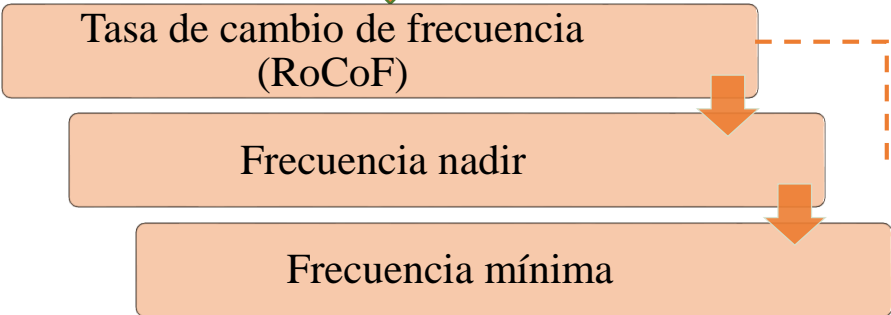 Tasa de cambio de frecuencia
(RoCoF)
Frecuencia nadir
Frecuencia mínima